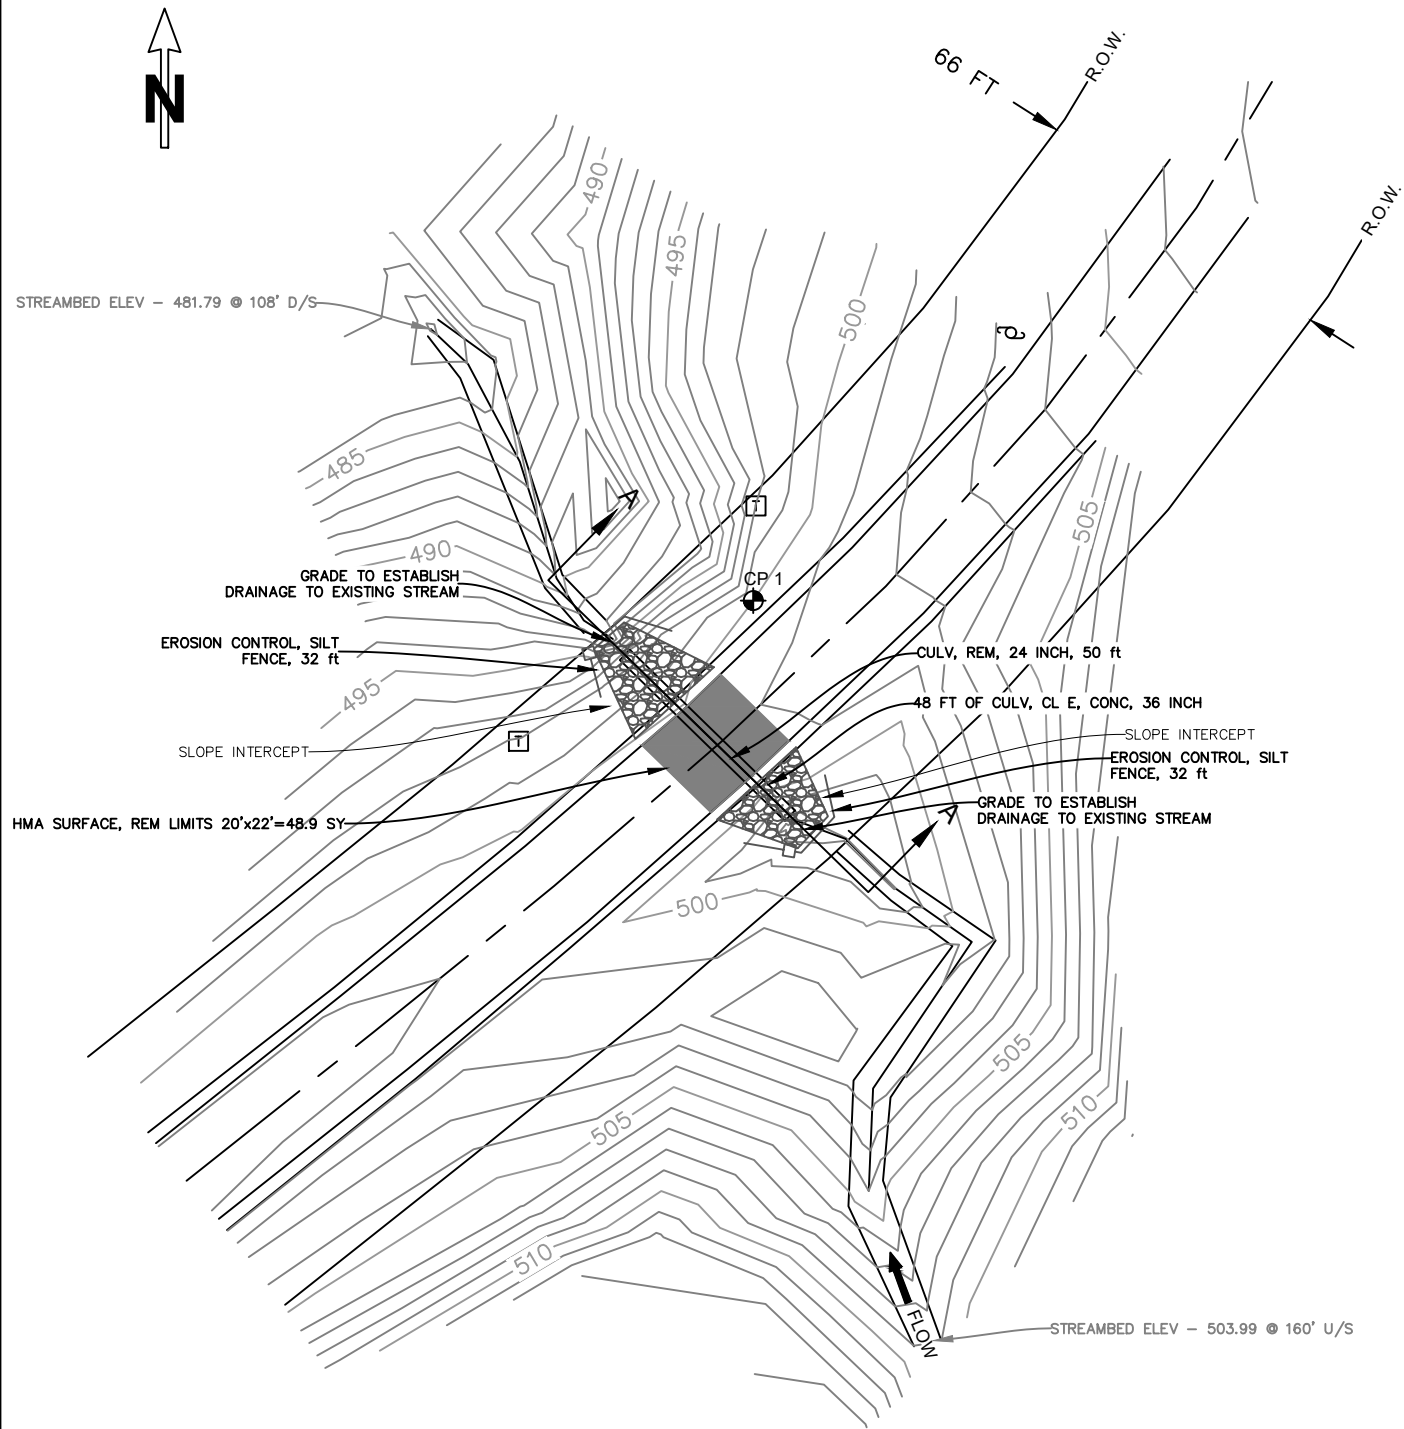 N
66 FT
R.O.W.
R.O.W.
490
495
500
STREAMBED ELEV - 481.79 @ 108' D/S
485
A
T
505
490
CP 1
GRADE TO ESTABLISH
DRAINAGE TO EXISTING STREAM
EROSION CONTROL, SILT
FENCE, 32 ft
CULV, REM, 24 INCH, 50 ft
495
48 FT OF CULV, CL E, CONC, 36 INCH
SLOPE INTERCEPT
T
SLOPE INTERCEPT
EROSION CONTROL, SILT
FENCE, 32 ft
GRADE TO ESTABLISH
DRAINAGE TO EXISTING STREAM
A
HMA SURFACE, REM LIMITS 20'x22'=48.9 SY
500
505
510
505
510
FLOW
STREAMBED ELEV - 503.99 @ 160' U/S